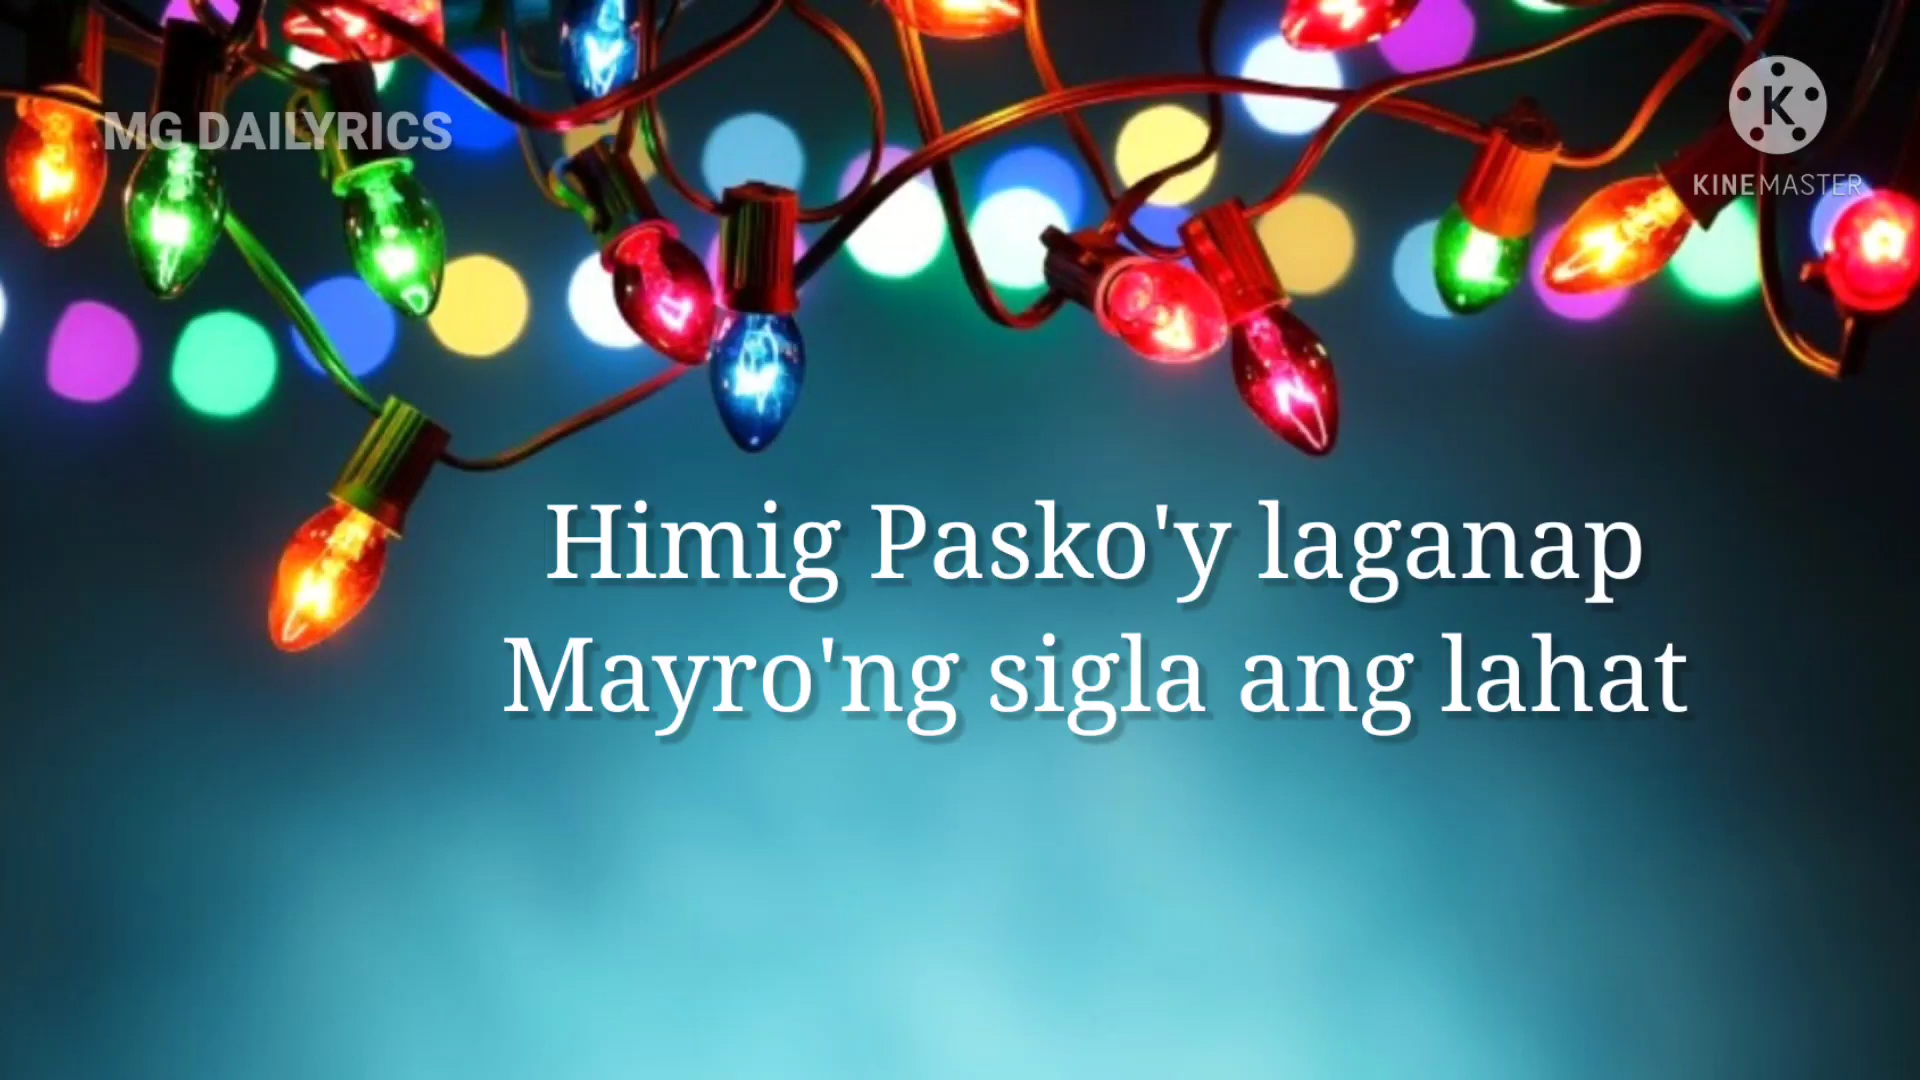 MG DAILYRICS
K
KINEMASTER
Himig Pasko'y laganap
Mayro'ng sigla ang lahat